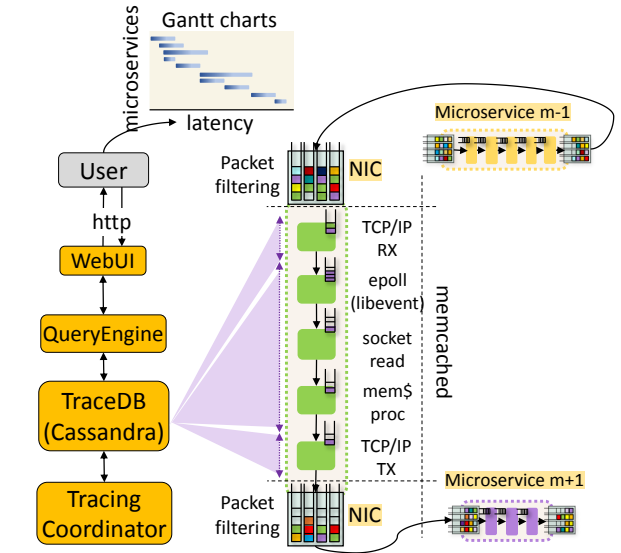 Gantt charts
microservices
latency
User
http
WebUI
QueryEngine
TraceDB
(Cassandra)
Tracing
Coordinator
Packet
filtering
NIC
TCP/IP
RX
epoll
(libevent)
socket
read
mem$
proc
TCP/IP
TX
Packet
filtering
NIC
memcached
Microservice m-1
Microservice m+1